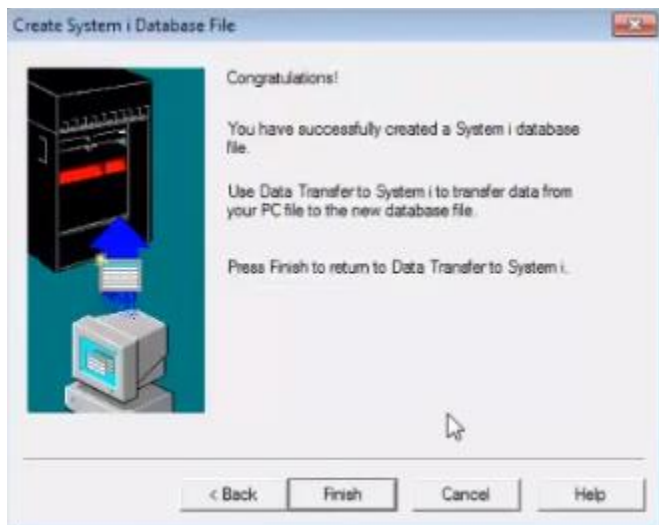 Create System i Database File
Congratulations!
You have successfully created a System i database
file.
Use Data Transfer to System i to transfer data from
your PC file to the new database file.
Press Finish to return to Data Transfer to System i.
< Back
Finish
Cancel
Help